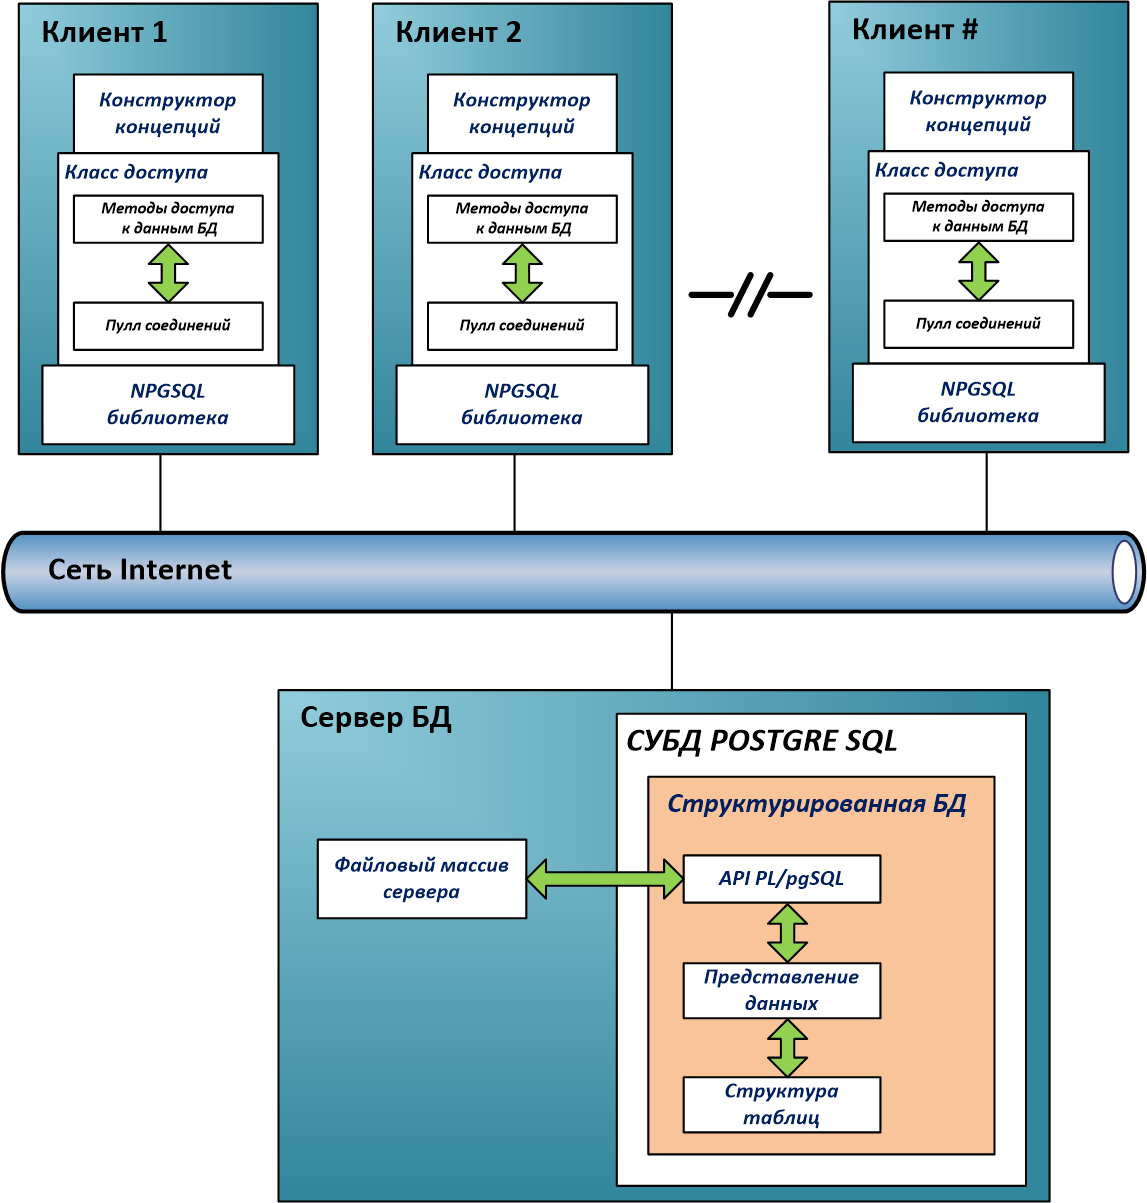 Клиент 1
Конструктор
концепций
Класс доступа
Методы доступа
к данным БД
Пулл соединений
NPGSQL
библиотека
Клиент 2
Конструктор
концепций
Класс доступа
Методы доступа
к данным БД
Пулл соединений
NPGSQL
библиотека
Клиент #
Конструктор
концепций
Класс доступа
Методы доступа
к данным БД
Пулл соединений
NPGSQL
библиотека
Сеть Internet
Сервер БД
СУБД POSTGRE SQL
Структурированная БД
Файловый массив
сервера
API PL/pgSQL
Представление
данных
Структура
таблиц